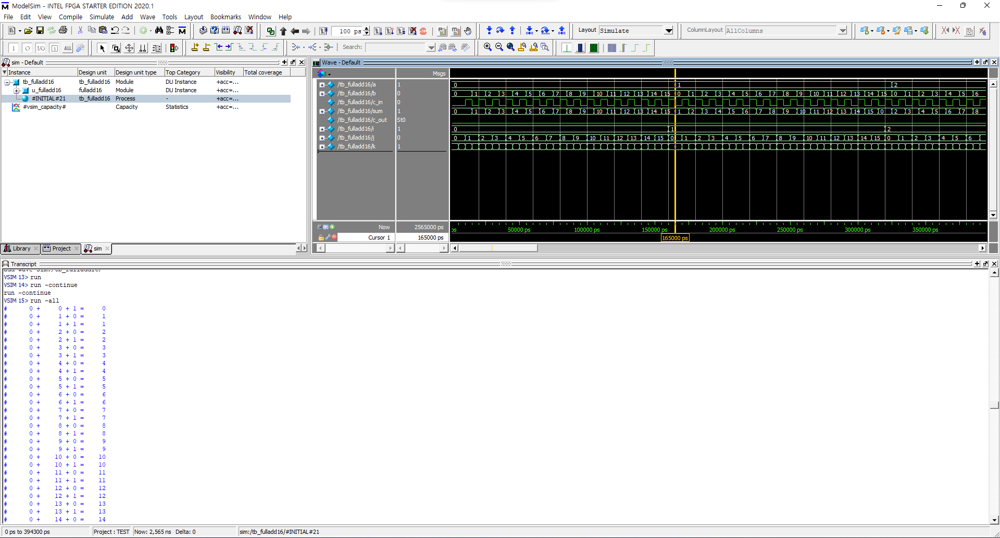 ModelSim - INTEL FPGA STARTER EDITION 2020.1
File Edit View Compile Simulate Add Wave Tools Layout Bookmarks Window Help
100 ps
Layout Simulate
ColumnLayout AllColumns
Search:
sim - Default
Instance Design unit Design unit type Top Category Visibility Total coverage
tb_fulladd16 tb_fulladd16 Module DU Instance +acc=...
u_fulladd16 fulladd16 Module DU Instance +acc=...
#INITIAL#21 tb_fulladd16 Process - +acc=...
#vsim_capacity# Capacity Statistics +acc=...
Library Project sim
Wave - Default
Msgs
/tb_fulladd16/a 1 0 1 2
/tb_fulladd16/b 0 0 1 2 3 4 5 6 7 8 9 10 11 12 13 14 15 0 1 2 3 4 5 6 7 8 9 10 11 12 13 14 15 0 1 2 3 4 5 6
/tb_fulladd16/c_in 0
/tb_fulladd16/sum 1 0 1 2 3 4 5 6 7 8 9 10 11 12 13 14 15 1 2 3 4 5 6 7 8 9 10 11 12 13 14 15 0 2 3 4 5 6 7 8
/tb_fulladd16/c_out St0
/tb_fulladd16/i 1 0 1 2
/tb_fulladd16/j 0 0 1 2 3 4 5 6 7 8 9 10 11 12 13 14 15 0 1 2 3 4 5 6 7 8 9 10 11 12 13 14 15 0 1 2 3 4 5 6
/tb_fulladd16/k 1
Now 2565000 ps ps 50000 ps 100000 ps 150000 ps 200000 ps 250000 ps 300000 ps 350000 ps
Cursor 1 165000 ps 165000 ps
Transcript
add wave sim:/tb_fulladd16/
VSIM 13> run
VSIM 14> run -continue
run -continue
VSIM 15> run -all
# 0 + 0 + 1 = 0
# 0 + 1 + 0 = 1
# 0 + 1 + 1 = 1
# 0 + 2 + 0 = 2
# 0 + 2 + 1 = 2
# 0 + 3 + 0 = 3
# 0 + 3 + 1 = 3
# 0 + 4 + 0 = 4
# 0 + 4 + 1 = 4
# 0 + 5 + 0 = 5
# 0 + 5 + 1 = 5
# 0 + 6 + 0 = 6
# 0 + 6 + 1 = 6
# 0 + 7 + 0 = 7
# 0 + 7 + 1 = 7
# 0 + 8 + 0 = 8
# 0 + 8 + 1 = 8
# 0 + 9 + 0 = 9
# 0 + 9 + 1 = 9
# 0 + 10 + 0 = 10
# 0 + 10 + 1 = 10
# 0 + 11 + 0 = 11
# 0 + 11 + 1 = 11
# 0 + 12 + 0 = 12
# 0 + 12 + 1 = 12
# 0 + 13 + 0 = 13
# 0 + 13 + 1 = 13
# 0 + 14 + 0 = 14
0 ps to 394300 ps Project : TEST Now: 2,565 ns Delta: 0 sim:/tb_fulladd16/#INITIAL#21